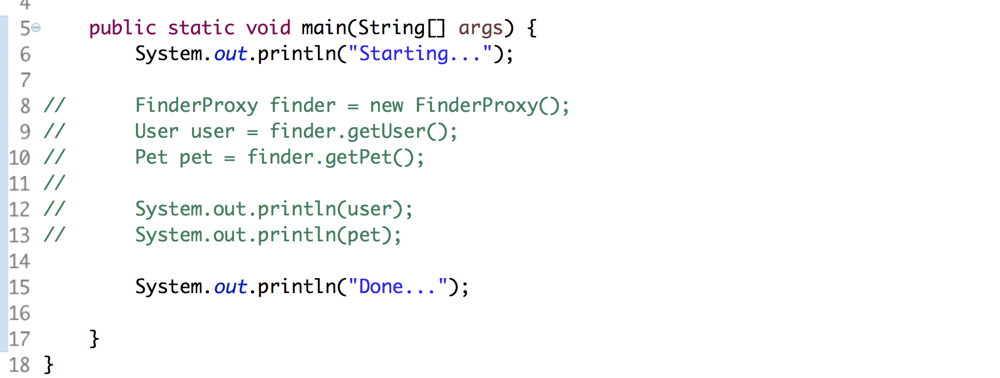 4
5 public static void main(String[] args) {
6 System.out.println("Starting...");
7
8 // FinderProxy finder = new FinderProxy();
9 // User user = finder.getUser();
10 // Pet pet = finder.getPet();
11 //
12 // System.out.println(user);
13 // System.out.println(pet);
14
15 System.out.println("Done...");
16
17 }
18 }